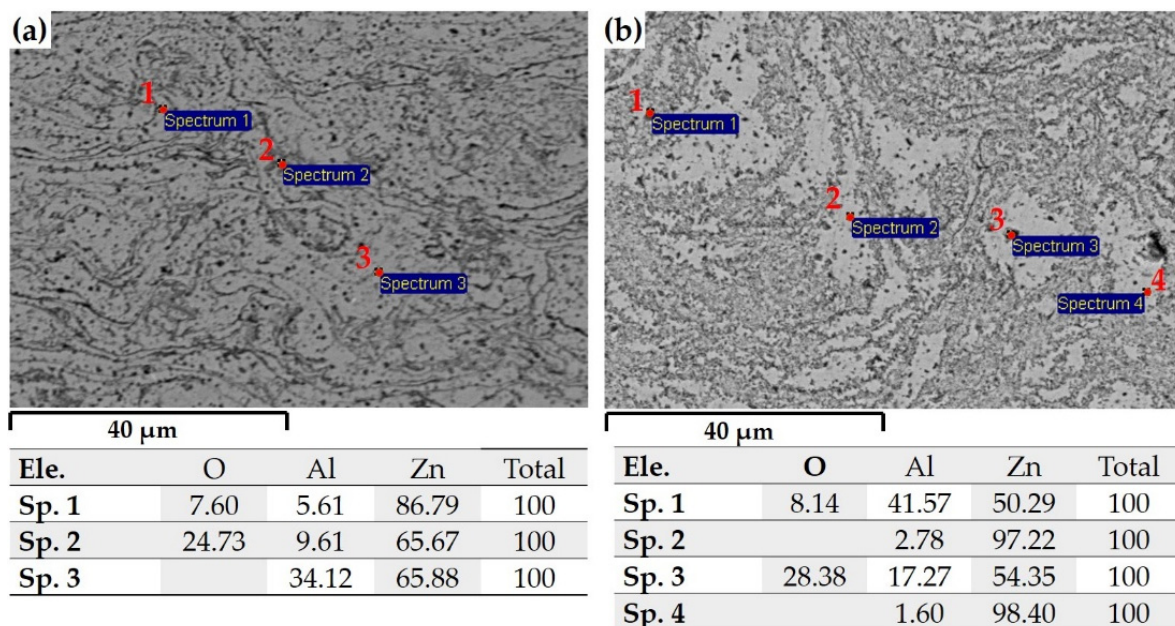 (a)
1
Spectrum 1
2
Spectrum 2
3
Spectrum 3
40 µm
Ele. O Al Zn Total
Sp. 1 7.60 5.61 86.79 100
Sp. 2 24.73 9.61 65.67 100
Sp. 3 34.12 65.88 100
(b)
1
Spectrum 1
2
Spectrum 2
3
Spectrum 3
4
Spectrum 4
40 µm
Ele. O Al Zn Total
Sp. 1 8.14 41.57 50.29 100
Sp. 2 2.78 97.22 100
Sp. 3 28.38 17.27 54.35 100
Sp. 4 1.60 98.40 100